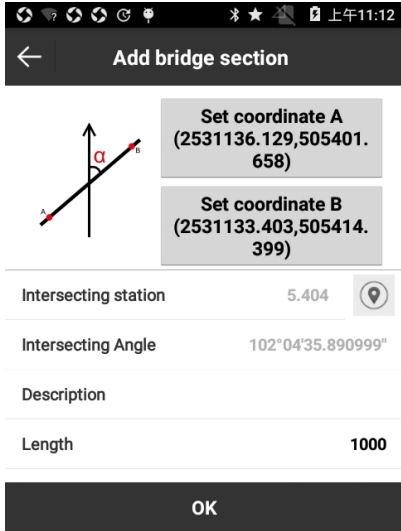 上午11:12
Add bridge section
α
A
B
Set coordinate A
(2531136.129,505401.
658)
Set coordinate B
(2531133.403,505414.
399)
Intersecting station 5.404
Intersecting Angle 102°04'35.890999"
Description
Length 1000
OK